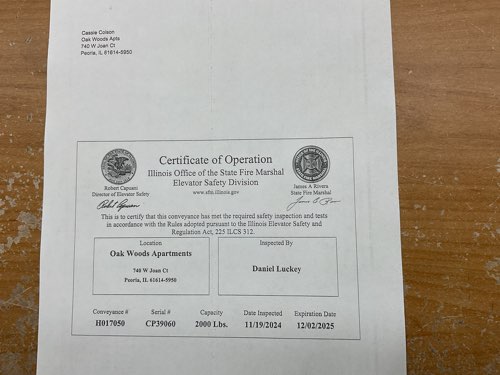 Cassie Colson
Oak Woods Apts
740 W Joan Ct
Peoria, IL 61614-5950
Certificate of Operation
Illinois Office of the State Fire Marshal
Elevator Safety Division
www.sfm.illinois.gov
Robert Capuani
Director of Elevator Safety
James A Rivera
State Fire Marshal
This is to certify that this conveyance has met the required safety inspection and tests
in accordance with the Rules adopted pursuant to the Illinois Elevator Safety and
Regulation Act, 225 ILCS 312.
Location
Oak Woods Apartments
740 W Joan Ct
Peoria, IL 61614-5950
Inspected By
Daniel Luckey
Conveyance # Serial # Capacity Date Inspected Expiration Date
H017050 CP39060 2000 Lbs. 11/19/2024 12/02/2025